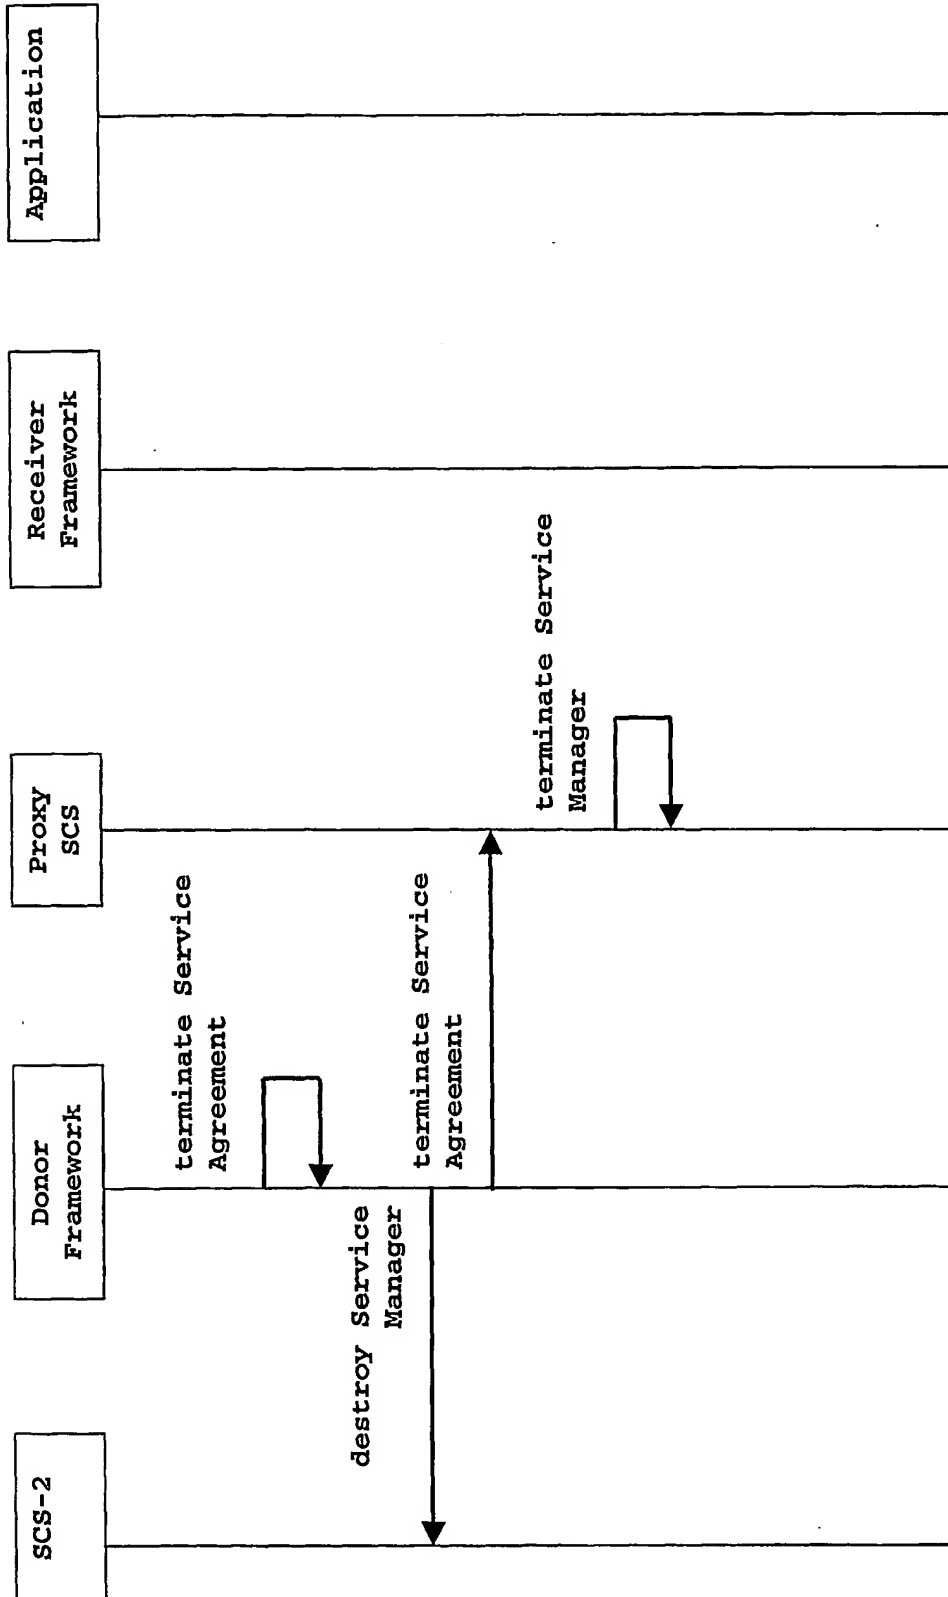 SCS-2
Donor
Framework
Proxy
SCS
Receiver
Framework
Application
terminate Service
Agreement
destroy Service
Manager
terminate Service
Agreement
terminate Service
Manager